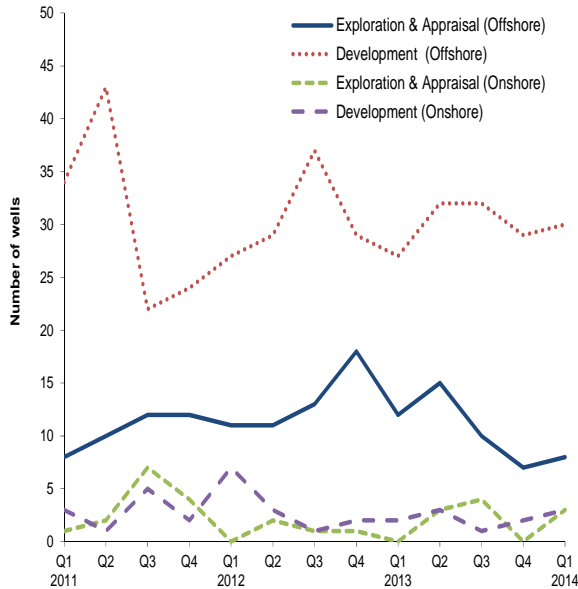 50
45
40
35
30
25
20
15
10
5
0
Number of wells
Exploration & Appraisal (Offshore)
Development (Offshore)
Exploration & Appraisal (Onshore)
Development (Onshore)
Q1 Q2 Q3 Q4 Q1 Q2 Q3 Q4 Q1 Q2 Q3 Q4 Q1
2011 2012 2013 2014